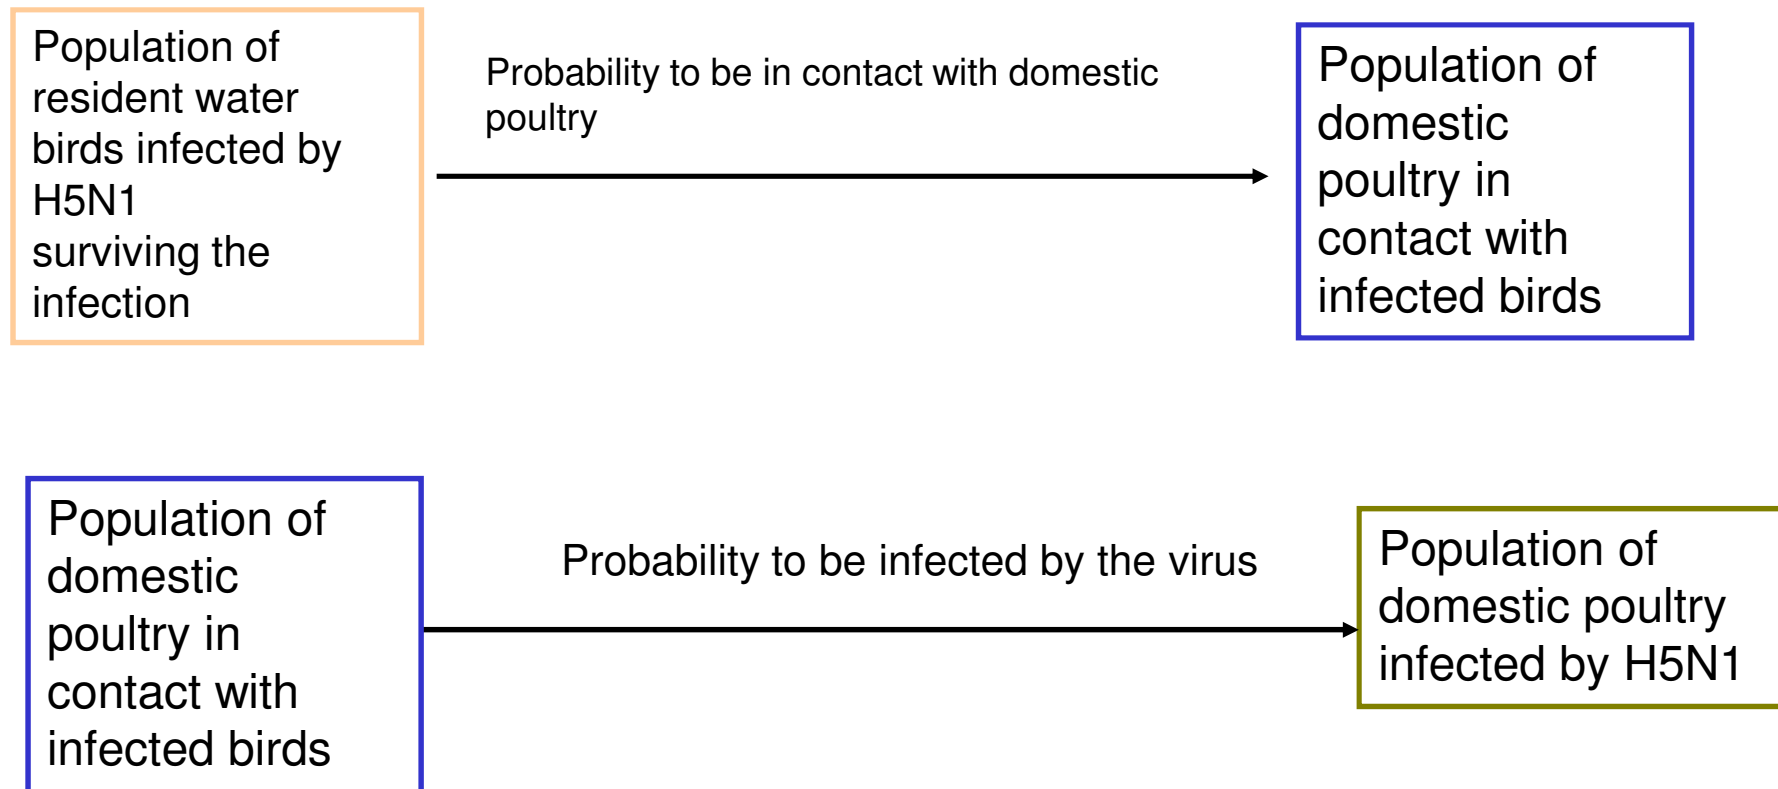 Population of
resident water
birds infected by
H5N1
surviving the
infection
Probability to be in contact with domestic
poultry
Population of
domestic
poultry in
contact with
infected birds
Population of
domestic
poultry in
contact with
infected birds
Probability to be infected by the virus
Population of
domestic poultry
infected by H5N1